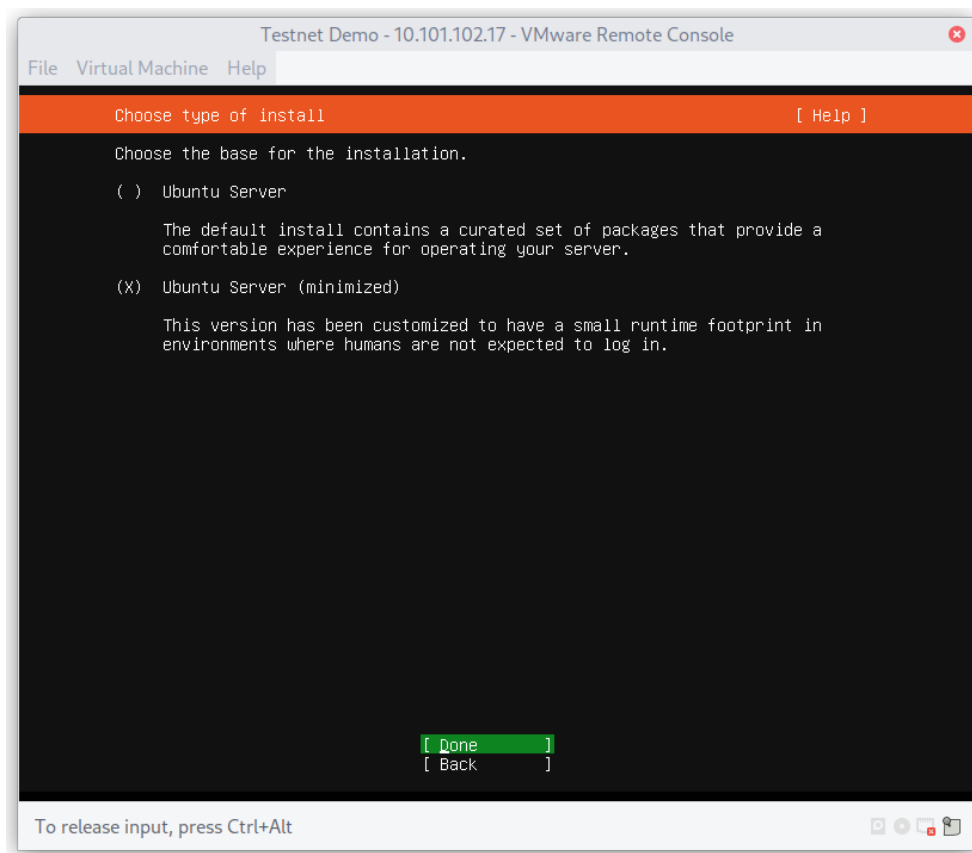 Testnet Demo - 10.101.102.17 - VMware Remote Console
File Virtual Machine Help
Choose type of install [ Help ]
Choose the base for the installation.
( ) Ubuntu Server
The default install contains a curated set of packages that provide a
comfortable experience for operating your server.
(X) Ubuntu Server (minimized)
This version has been customized to have a small runtime footprint in
environments where humans are not expected to log in.
[ Done ]
[ Back ]
To release input, press Ctrl+Alt